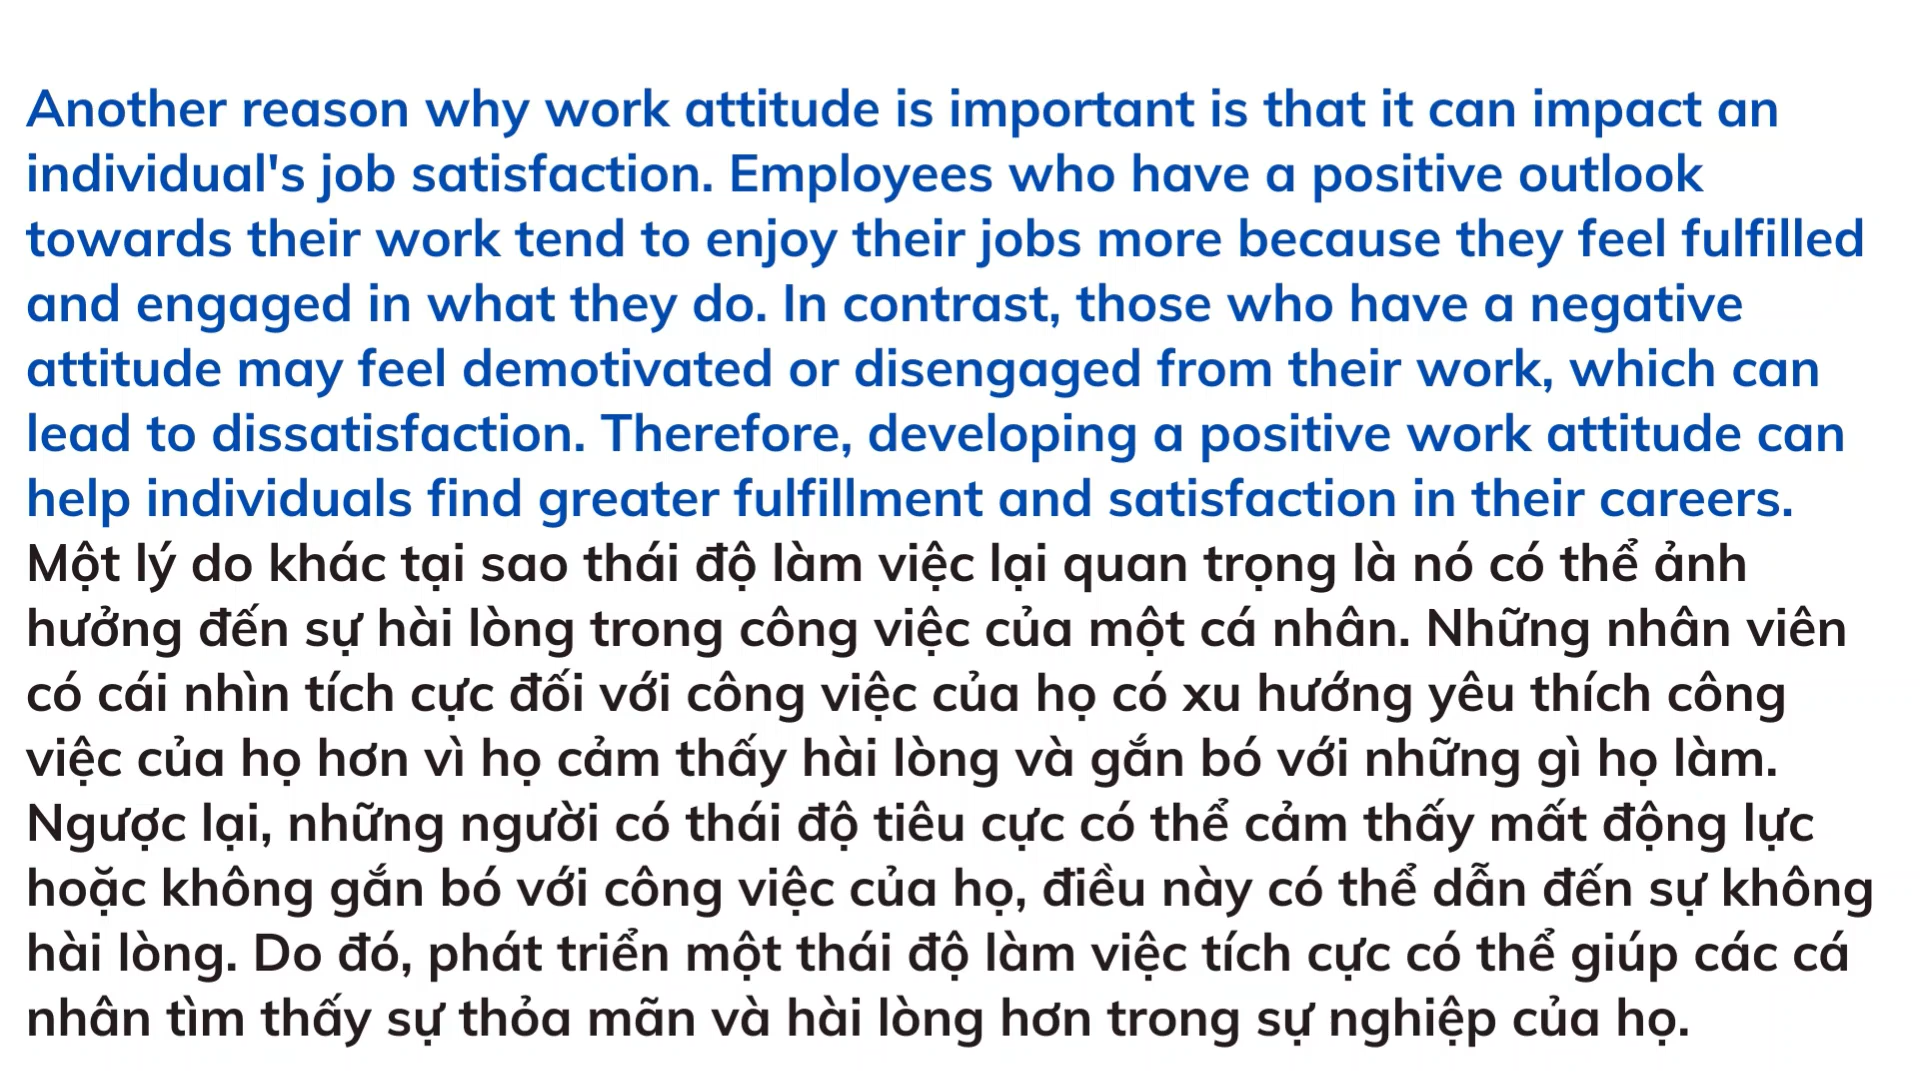 Another reason why work attitude is important is that it can impact an
individual's job satisfaction. Employees who have a positive outlook
towards their work tend to enjoy their jobs more because they feel fulfilled
and engaged in what they do. In contrast, those who have a negative
attitude may feel demotivated or disengaged from their work, which can
lead to dissatisfaction. Therefore, developing a positive work attitude can
help individuals find greater fulfillment and satisfaction in their careers.
Một lý do khác tại sao thái độ làm việc lại quan trọng là nó có thể ảnh
hưởng đến sự hài lòng trong công việc của một cá nhân. Những nhân viên
có cái nhìn tích cực đối với công việc của họ có xu hướng yêu thích công
việc của họ hơn vì họ cảm thấy hài lòng và gắn bó với những gì họ làm.
Ngược lại, những người có thái độ tiêu cực có thể cảm thấy mất động lực
hoặc không gắn bó với công việc của họ, điều này có thể dẫn đến sự không
hài lòng. Do đó, phát triển một thái độ làm việc tích cực có thể giúp các cá
nhân tìm thấy sự thỏa mãn và hài lòng hơn trong sự nghiệp của họ.